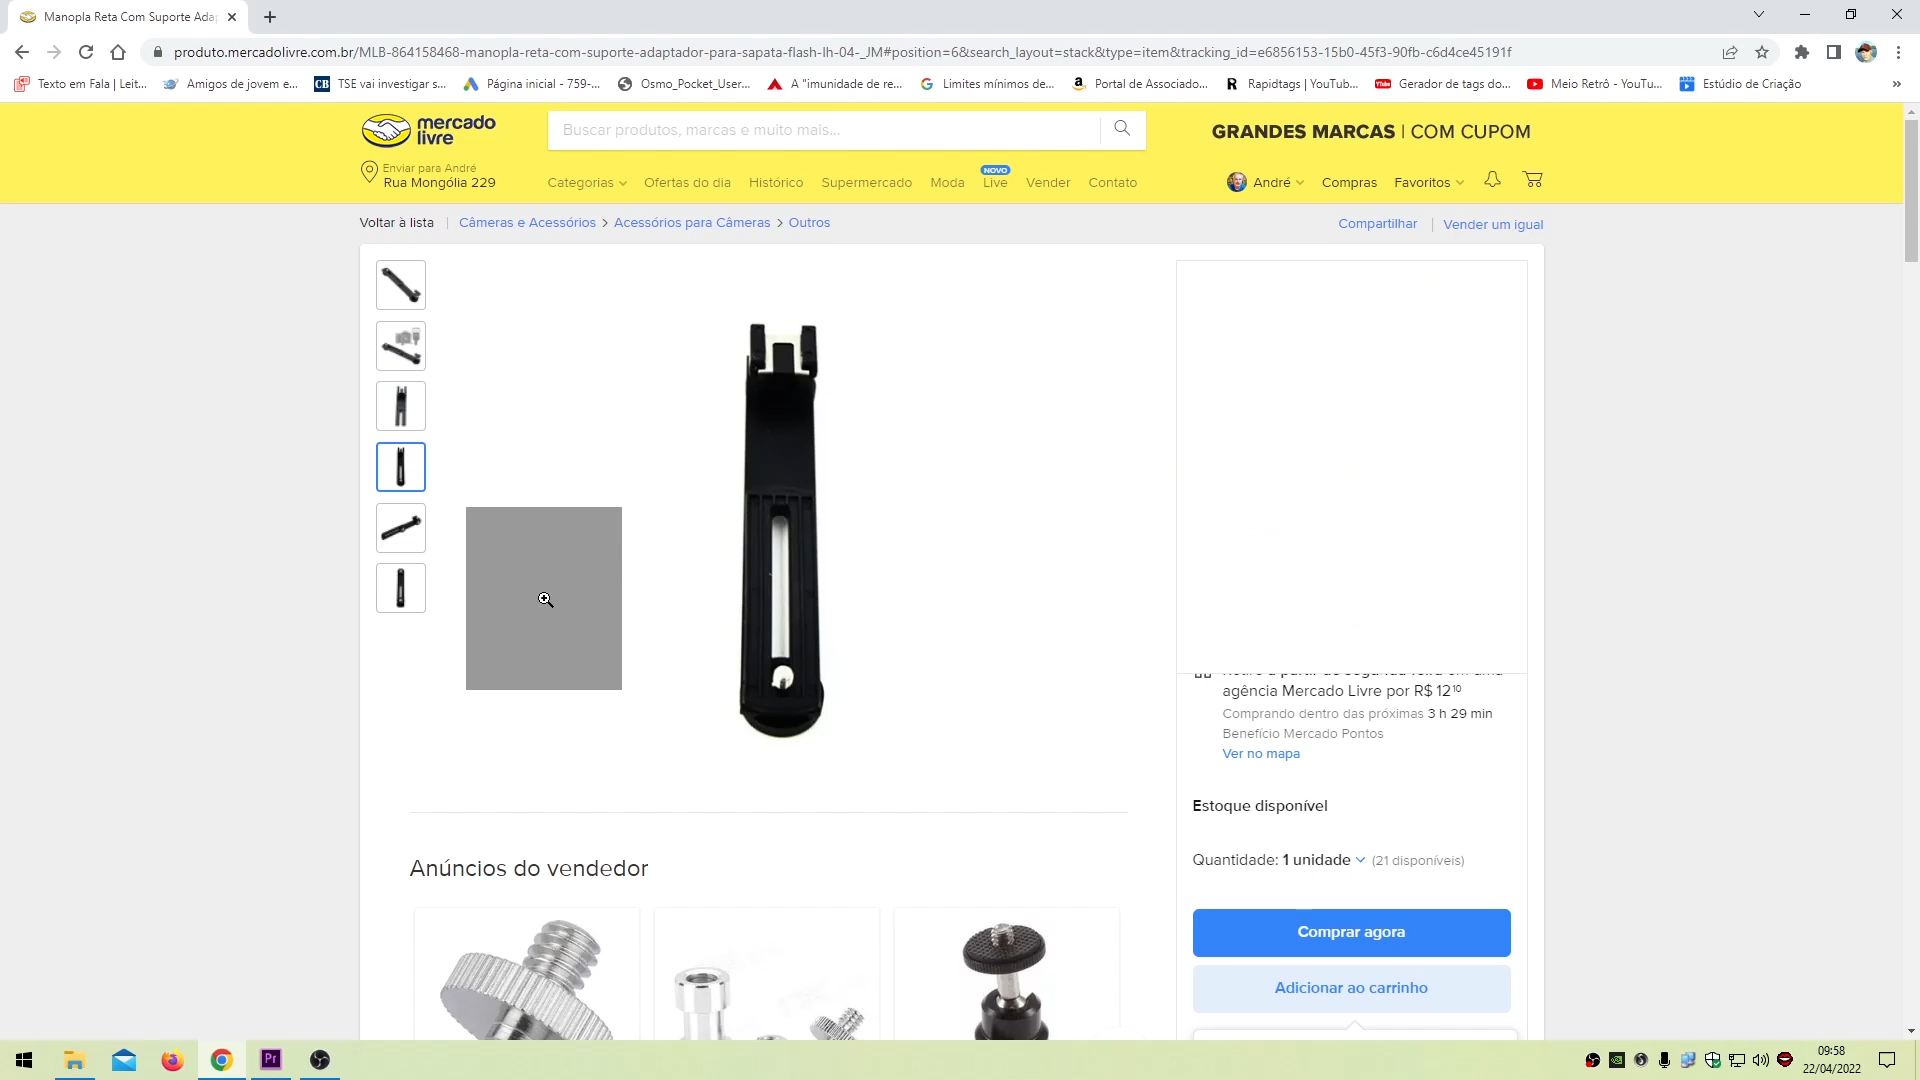 Manopla Reta Com Suporte Ada
produto.mercadolivre.com.br/MLB-864158468-manopla-reta-com-suporte-adaptador-para-sapata-flash-lh-04-_JM#position=6&search_layout=stack&type=item&tracking_id=e6856153-15b0-45f3-90fb-c6d4ce45191f
Texto em Fala | Leit...
Amigos de jovem e...
CB TSE vai investigar s...
Página inicial - 759-...
Osmo_Pocket_User...
A "imunidade de re...
Limites mínimos de...
Portal de Associado...
Rapidtags | YouTub...
Gerador de tags do...
Meio Retrô - YouTu...
Estúdio de Criação
mercado
livre
Buscar produtos, marcas e muito mais...
GRANDES MARCAS | COM CUPOM
Enviar para André
Rua Mongólia 229
NOVO
Categorias Ofertas do dia Histórico Supermercado Moda Live Vender Contato
André Compras Favoritos
Voltar à lista Câmeras e Acessórios > Acessórios para Câmeras > Outros
Compartilhar Vender um igual
agência Mercado Livre por R$ 12¹⁰
Comprando dentro das próximas 3 h 29 min
Benefício Mercado Pontos
Ver no mapa
Estoque disponível
Quantidade: 1 unidade (21 disponíveis)
Comprar agora
Adicionar ao carrinho
Anúncios do vendedor
Pr
09:58
22/04/2022